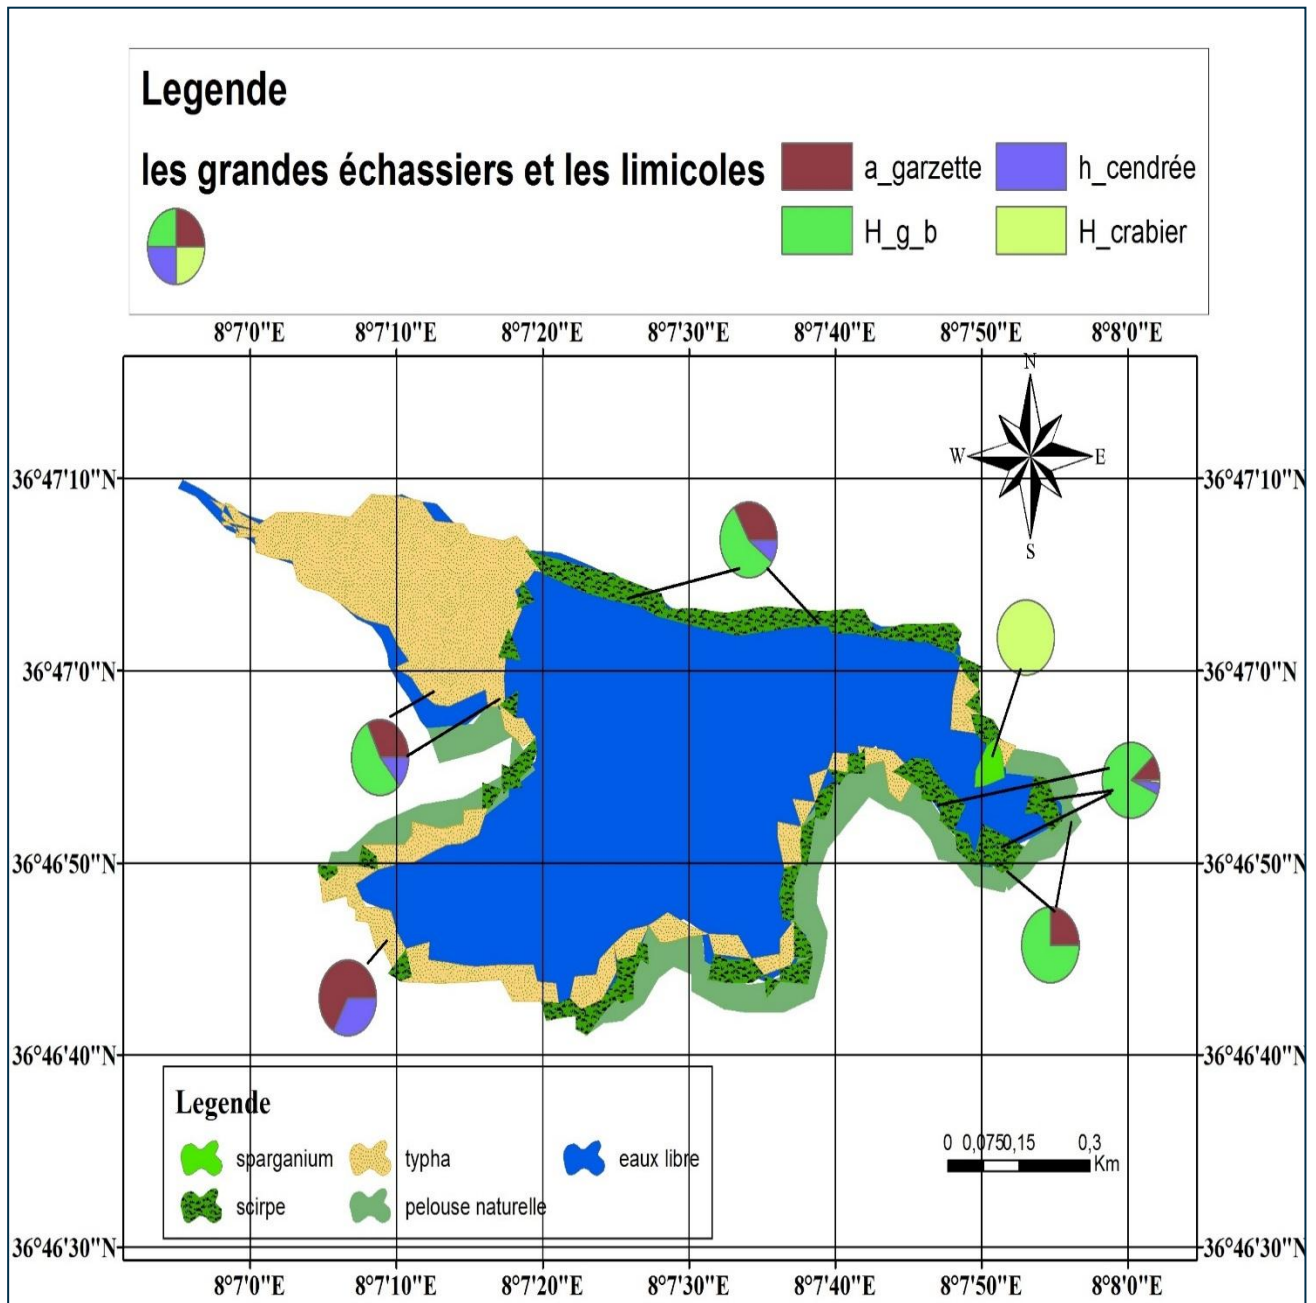 Legende
les grandes échassiers et les limicoles
a_garzette
h_cendrée
H_g_b
H_crabier
8°7'0"E 8°7'10"E 8°7'20"E 8°7'30"E 8°7'40"E 8°7'50"E 8°8'0"E
N
W E
S
36°47'10"N 36°47'10"N
36°47'0"N 36°47'0"N
36°46'50"N 36°46'50"N
36°46'40"N 36°46'40"N
Legende
sparganium typha eaux libre
scirpe pelouse naturelle
0 0,075 0,15 0,3
Km
36°46'30"N 36°46'30"N
8°7'0"E 8°7'10"E 8°7'20"E 8°7'30"E 8°7'40"E 8°7'50"E 8°8'0"E